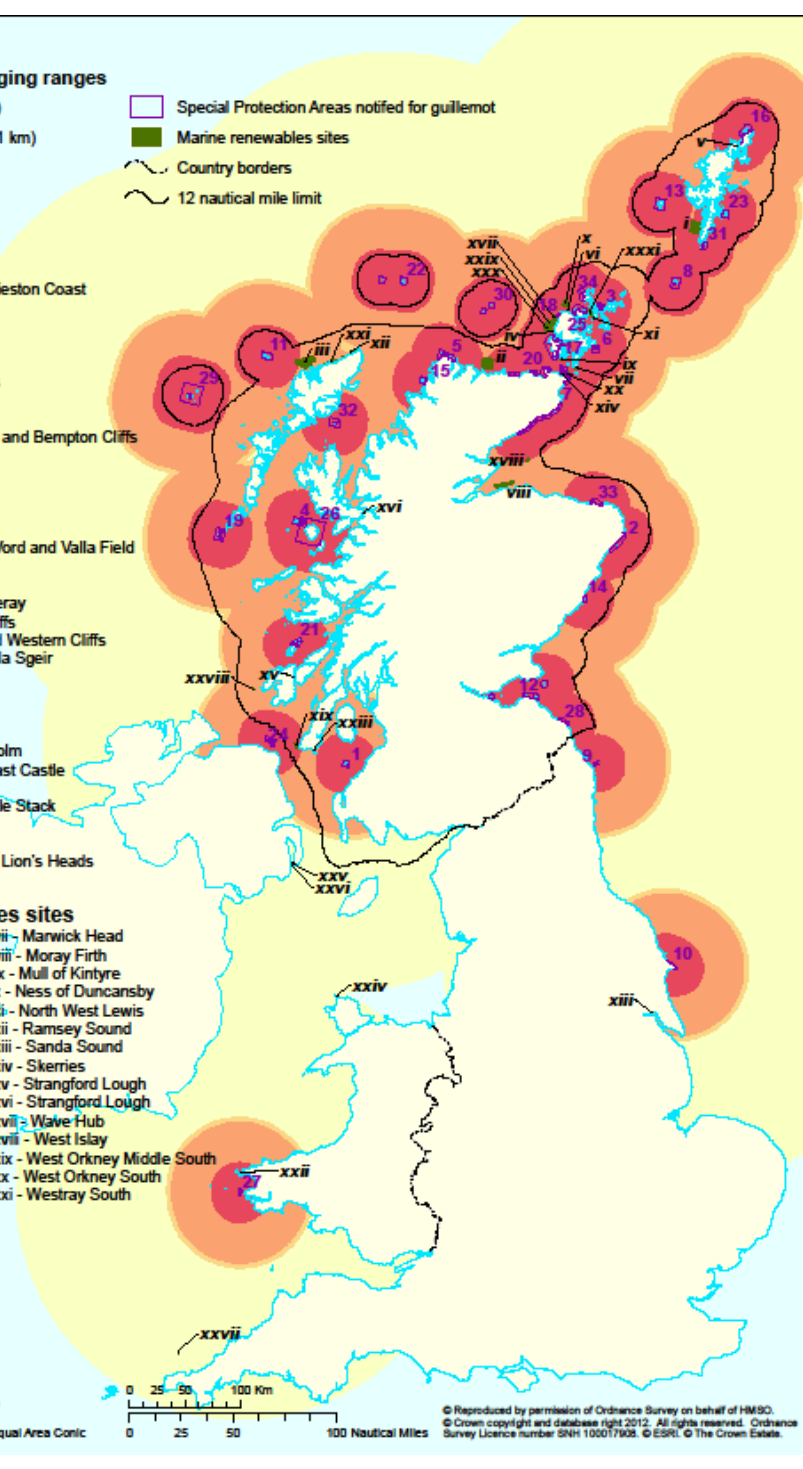 ging ranges
)
1 km)
Special Protection Areas notifed for guillemot
Marine renewables sites
Country borders
12 nautical mile limit
ieston Coast
and Bempton Cliffs
Vord and Valla Field
eray
ffs
d Western Cliffs
la Sgeir
olm
ast Castle
le Stack
Lion's Heads
es sites
vii - Marwick Head
viii - Moray Firth
x - Mull of Kintyre
- Ness of Duncansby
i - North West Lewis
ii - Ramsey Sound
iii - Sanda Sound
iv - Skerries
v - Strangford Lough
vi - Strangford Lough
vii - Wave Hub
viii - West Islay
ix - West Orkney Middle South
x - West Orkney South
xi - Westray South
16
v
13
23
i
31
8
x
xvii
vi
xxix
xxxi
xxx
22
34
3
30
18
25
xi
iv
6
17
11
iii
xxi
xii
5
ii
20
ix
15
vii
29
xx
7
xiv
32
xviii
viii
33
4
26
xvi
19
2
14
21
xxviii
xv
12
xix
xxiii
28
24
1
9
xxv
xxvi
10
xxiv
xiii
xxii
27
xxvii
0 25 50 100 Km
0 25 50 100 Nautical Miles
qual Area Conic
© Reproduced by permission of Ordnance Survey on behalf of HMSO.
© Crown copyright and database right 2012. All rights reserved. Ordnance
Survey Licence number SNH 100017908. © ESRI. © The Crown Estate.